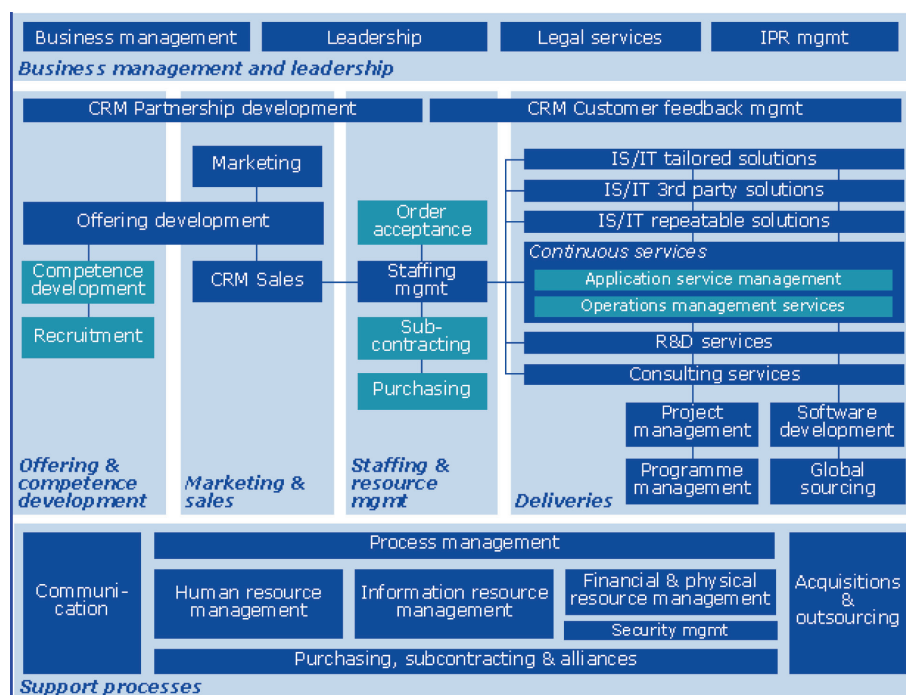 Business management
Leadership
Legal services
IPR mgmt
Business management and leadership
CRM Partnership development
CRM Customer feedback mgmt
Marketing
Offering development
CRM Sales
Competence
development
Recruitment
Order
acceptance
Staffing
mgmt
Sub-
contracting
Purchasing
IS/IT tailored solutions
IS/IT 3rd party solutions
IS/IT repeatable solutions
Continuous services
Application service management
Operations management services
R&D services
Consulting services
Project
management
Software
development
Programme
management
Global
sourcing
Offering &
competence
development
Marketing &
sales
Staffing &
resource
mgmt
Deliveries
Communi-
cation
Process management
Human resource
management
Information resource
management
Financial & physical
resource management
Security mgmt
Purchasing, subcontracting & alliances
Acquisitions
&
outsourcing
Support processes